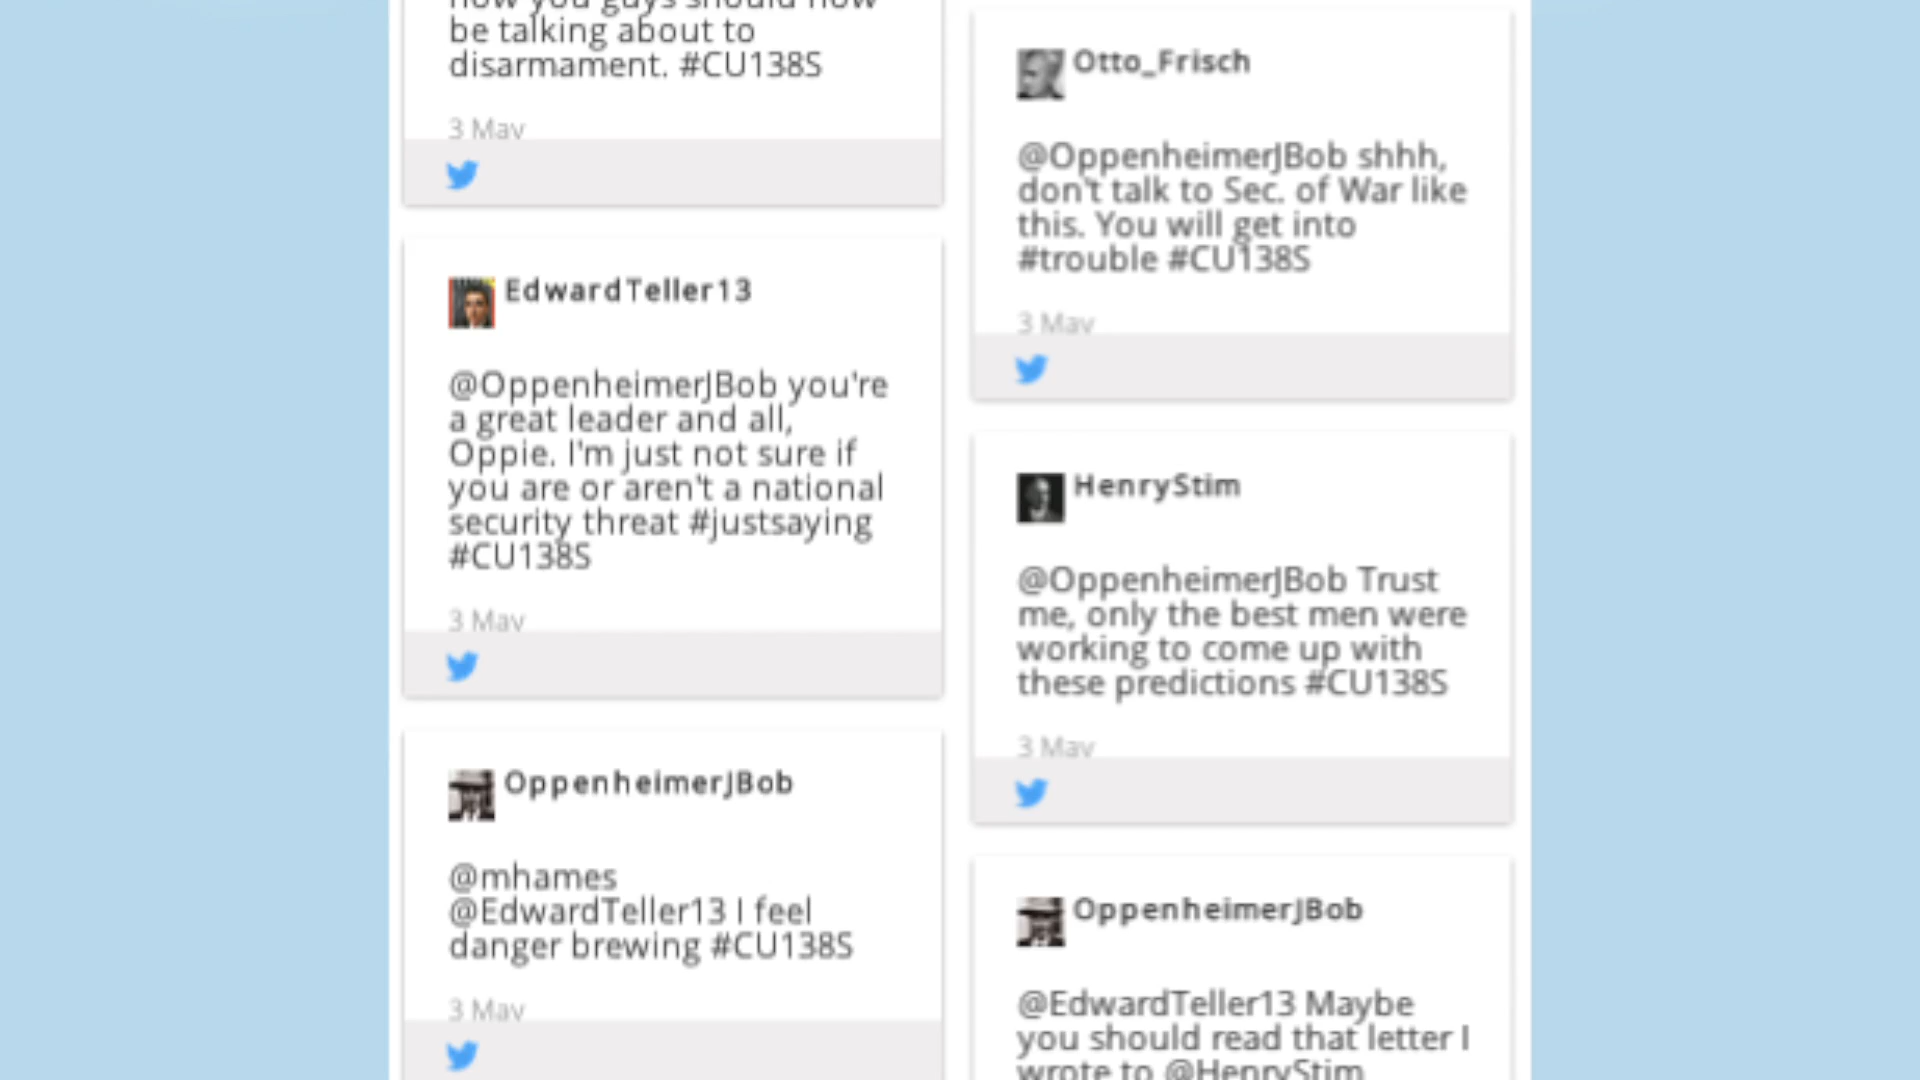 how you guys should now
be talking about to
disarmament. #CU138S
3 May
EdwardTeller13
@OppenheimerJBob you're
a great leader and all,
Oppie. I'm just not sure if
you are or aren't a national
security threat #justsaying
#CU138S
3 May
OppenheimerJBob
@mhames
@EdwardTeller13 I feel
danger brewing #CU138S
3 May
Otto_Frisch
@OppenheimerJBob shhh,
don't talk to Sec. of War like
this. You will get into
#trouble #CU138S
3 May
HenryStim
@OppenheimerJBob Trust
me, only the best men were
working to come up with
these predictions #CU138S
3 May
OppenheimerJBob
@EdwardTeller13 Maybe
you should read that letter I
wrote to @HenryStim